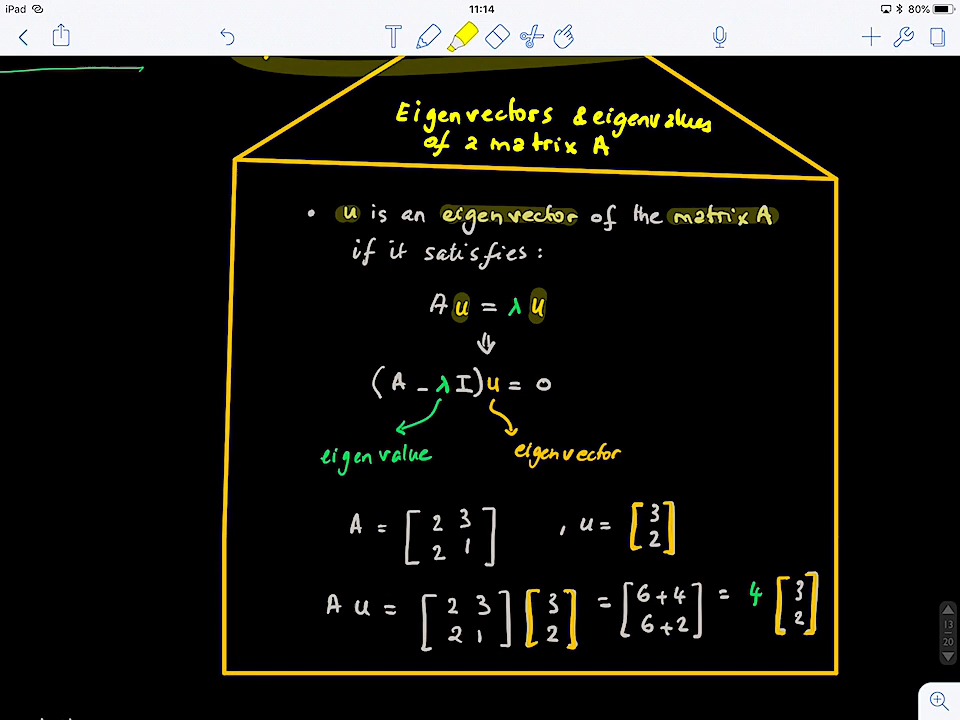 iPad 11:14 80%
T
Eigenvectors & eigenvalues
of a matrix A
• u is an eigenvector of the matrix A
if it satisfies:
A u = λ u
⇓
(A - λI)u = 0
eigenvalue eigenvector
A = [2 3; 2 1] , u = [3; 2]
A u = [2 3; 2 1] [3; 2] = [6+4; 6+2] = 4 [3; 2]
13
20